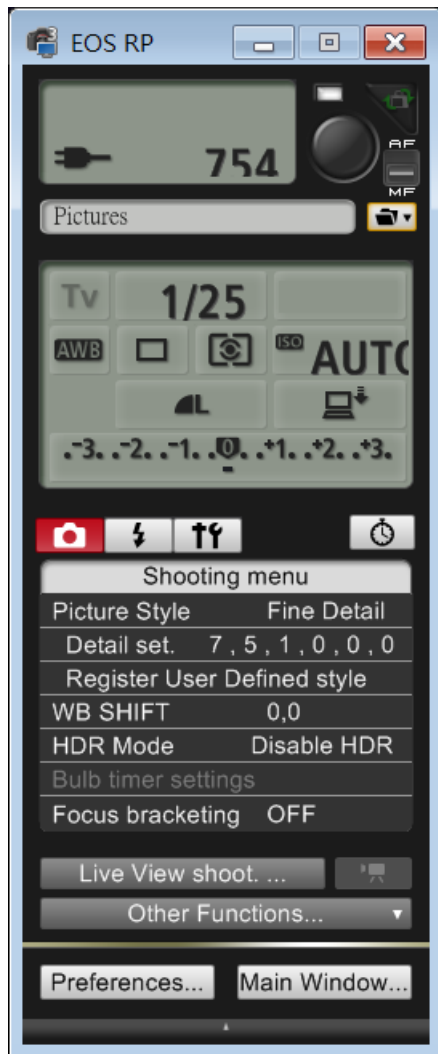 EOS RP
754
AF
MF
Pictures
Tv 1/25
AWB ISO AUTO
L
.-3. .-2. .-1. .0. .+1. .+2. .+3.
Shooting menu
Picture Style Fine Detail
Detail set. 7 , 5 , 1 , 0 , 0 , 0
Register User Defined style
WB SHIFT 0,0
HDR Mode Disable HDR
Bulb timer settings
Focus bracketing OFF
Live View shoot. ...
Other Functions...
Preferences... Main Window...